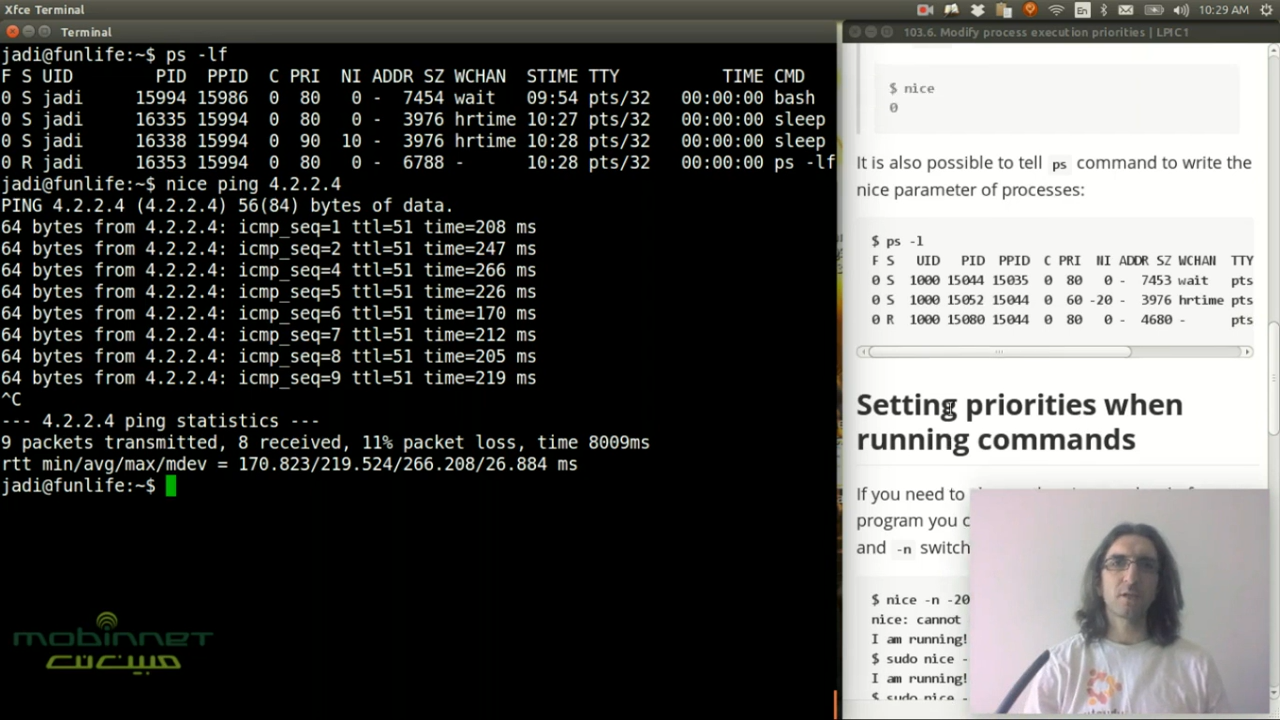 Xfce Terminal
En
10:29 AM
Terminal
jadi@funlife:~$ ps -lf
F S UID PID PPID C PRI NI ADDR SZ WCHAN STIME TTY TIME CMD
0 S jadi 15994 15986 0 80 0 - 7454 wait 09:54 pts/32 00:00:00 bash
0 S jadi 16335 15994 0 80 0 - 3976 hrtime 10:27 pts/32 00:00:00 sleep
0 S jadi 16338 15994 0 90 10 - 3976 hrtime 10:28 pts/32 00:00:00 sleep
0 R jadi 16353 15994 0 80 0 - 6788 - 10:28 pts/32 00:00:00 ps -lf
jadi@funlife:~$ nice ping 4.2.2.4
PING 4.2.2.4 (4.2.2.4) 56(84) bytes of data.
64 bytes from 4.2.2.4: icmp_seq=1 ttl=51 time=208 ms
64 bytes from 4.2.2.4: icmp_seq=2 ttl=51 time=247 ms
64 bytes from 4.2.2.4: icmp_seq=4 ttl=51 time=266 ms
64 bytes from 4.2.2.4: icmp_seq=5 ttl=51 time=226 ms
64 bytes from 4.2.2.4: icmp_seq=6 ttl=51 time=170 ms
64 bytes from 4.2.2.4: icmp_seq=7 ttl=51 time=212 ms
64 bytes from 4.2.2.4: icmp_seq=8 ttl=51 time=205 ms
64 bytes from 4.2.2.4: icmp_seq=9 ttl=51 time=219 ms
^C
--- 4.2.2.4 ping statistics ---
9 packets transmitted, 8 received, 11% packet loss, time 8009ms
rtt min/avg/max/mdev = 170.823/219.524/266.208/26.884 ms
jadi@funlife:~$
mobinnet
مبین‌نت
103.6. Modify process execution priorities | LPIC1
$ nice
0
It is also possible to tell ps command to write the
nice parameter of processes:
$ ps -l
F S UID PID PPID C PRI NI ADDR SZ WCHAN TTY
0 S 1000 15044 15035 0 80 0 - 7453 wait pts
0 S 1000 15052 15044 0 60 -20 - 3976 hrtime pts
0 R 1000 15080 15044 0 80 0 - 4680 - pts
Setting priorities when
running commands
If you need to
program you c
and -n switch
$ nice -n -20
nice: cannot
I am running!
$ sudo nice -
I am running!
$ sudo nice -